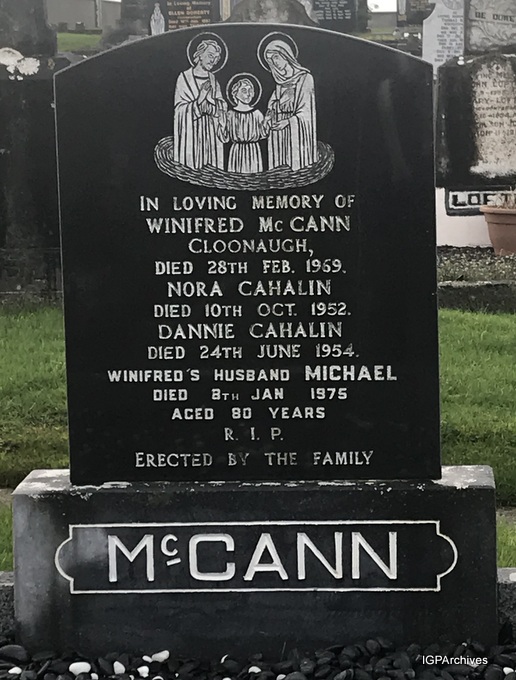 IN LOVING MEMORY OF
WINIFRED Mc CANN
CLOONAUGH,
DIED 28TH FEB. 1969.
NORA CAHALIN
DIED 10TH OCT. 1952.
DANNIE CAHALIN
DIED 24TH JUNE 1954.
WINIFRED'S HUSBAND MICHAEL
DIED 8TH JAN 1975
AGED 80 YEARS
R. I. P.
ERECTED BY THE FAMILY
McCANN
IGPArchives